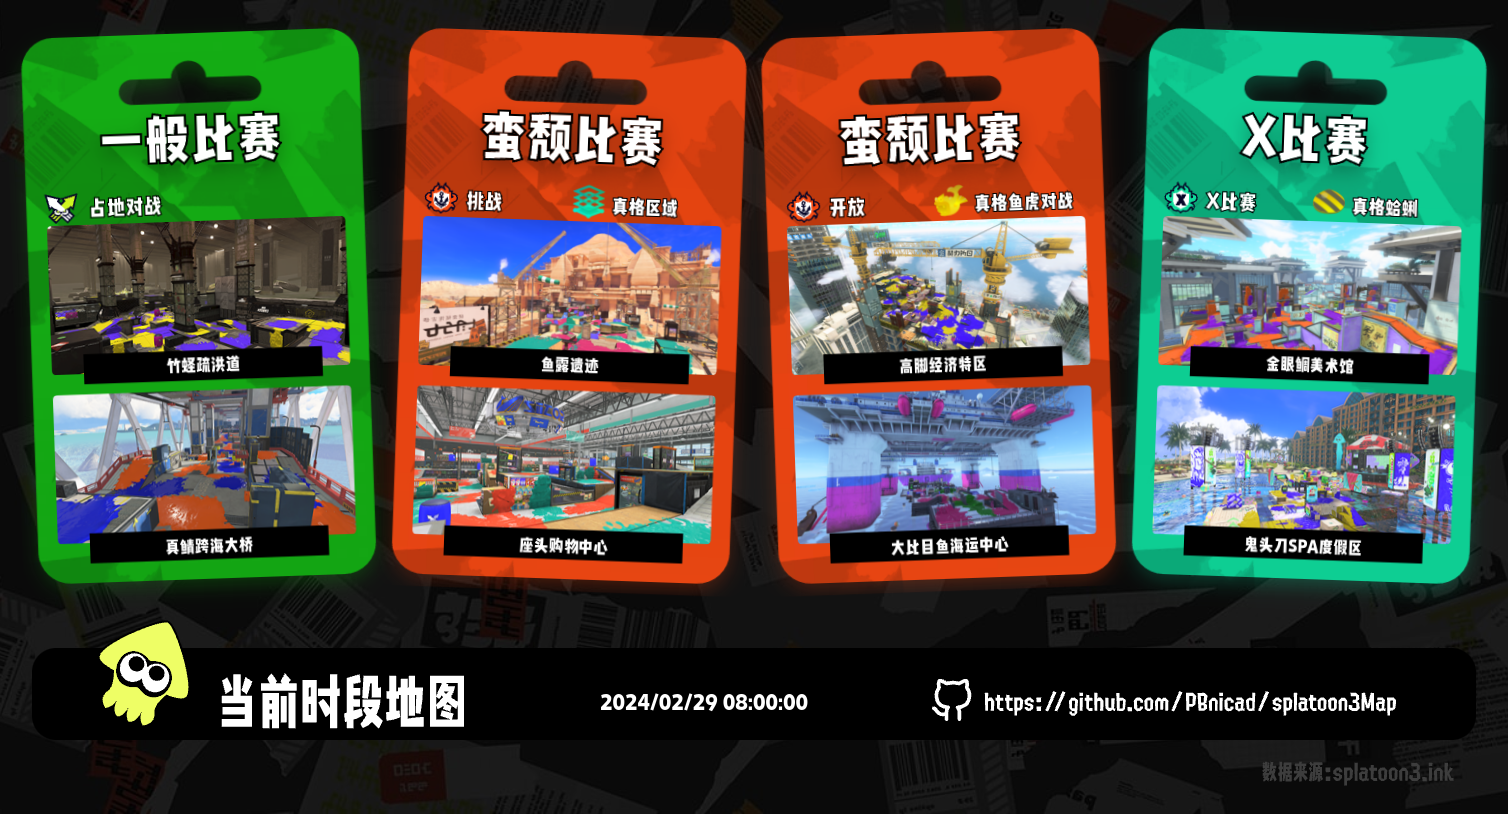 一般比赛
占地对战
竹蛏疏洪道
真鲭跨海大桥
蛮颓比赛
挑战
真格区域
鱼露遗迹
座头购物中心
蛮颓比赛
开放
真格鱼虎对战
高脚经济特区
大比目鱼海运中心
X比赛
X比赛
真格蛤蜊
金眼鲷美术馆
鬼头刀SPA度假区
当前时段地图
2024/02/29 08:00:00
https://github.com/PBnicad/splatoon3Map
数据来源:splatoon3.ink